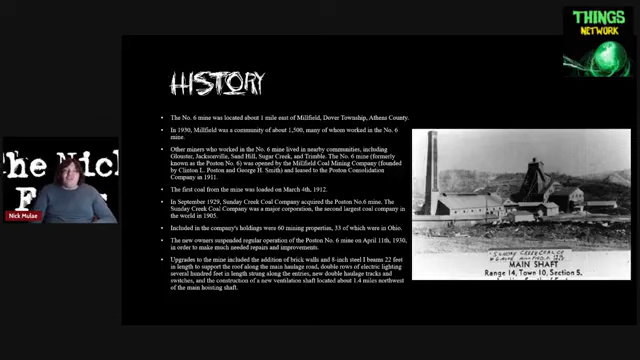 THINGS
NETWORK
HISTORY
• The No. 6 mine was located about 1 mile east of Millfield, Dover Township, Athens County.
• In 1930, Millfield was a community of about 1,500, many of whom worked in the No. 6
mine.
• Other miners who worked in the No. 6 mine lived in nearby communities, including
Glouster, Jacksonville, Sand Hill, Sugar Creek, and Trimble. The No. 6 mine (formerly
known as the Poston No. 6) was opened by the Millfield Coal Mining Company (founded
by Clinton L. Poston and George H. Smith) and leared to the Poston Consolidation
Company in 1911.
• The first coal from the mine was loaded on March 4th, 1912.
• In September 1929, Sunday Creek Coal Company acquired the Poston No.6 mine. The
Sunday Creek Coal Company was a major corporation, the second largest coal company in
the world in 1905.
• Included in the company's holdings were 60 mining properties, 33 of which were in Ohio.
• The new owners suspended regular operation of the Poston No. 6 mine on April 11th, 1930,
in order to make much needed repairs and improvements.
• Upgrades to the mine included the addition of brick walls and 8-inch steel I beams 22 feet
in length to support the roof along the main haulage road, double rows of electric lighting
several hundred feet in length strung along the entries, new double haulage tracks and
switches, and the construction of a new ventilation shaft located about 1.4 miles northwest
of the main hoisting shaft.
The Nick
Nick Mulae
SUNDAY CREEK COAL CO.
MAIN SHAFT
Range 14, Town 10, Section 5.